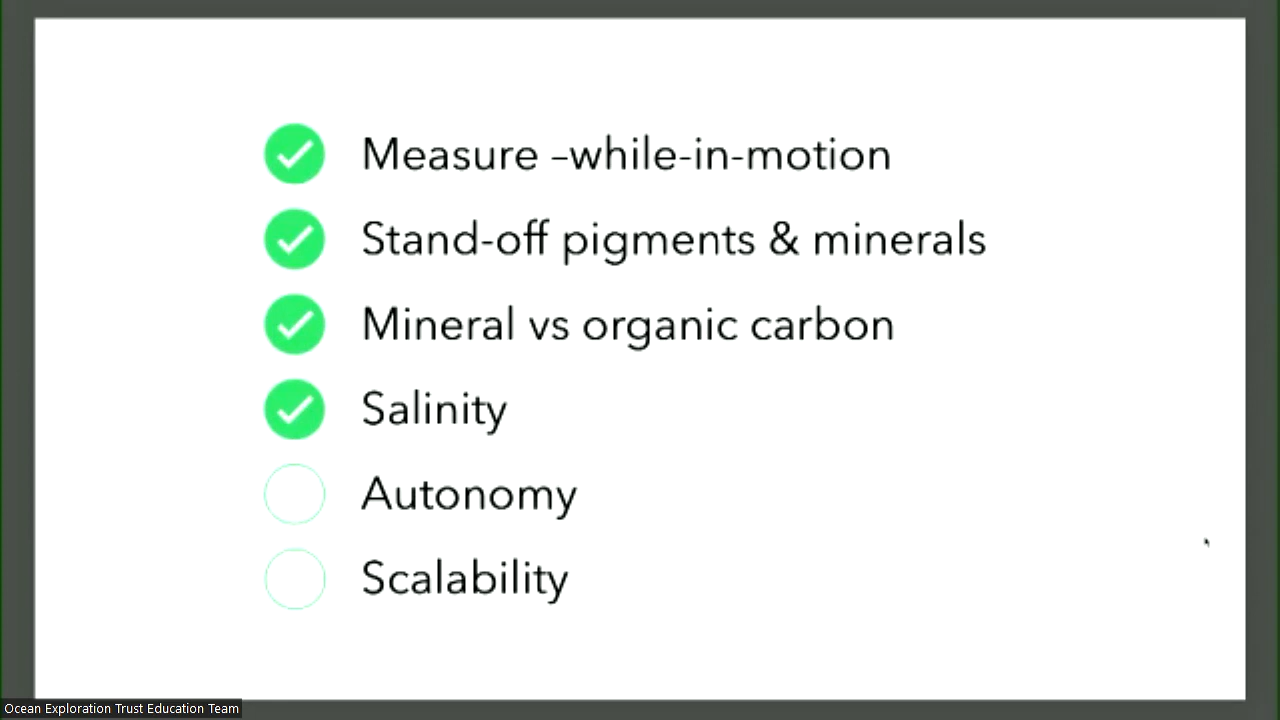 Measure –while-in-motion
Stand-off pigments & minerals
Mineral vs organic carbon
Salinity
Autonomy
Scalability
Ocean Exploration Trust Education Team